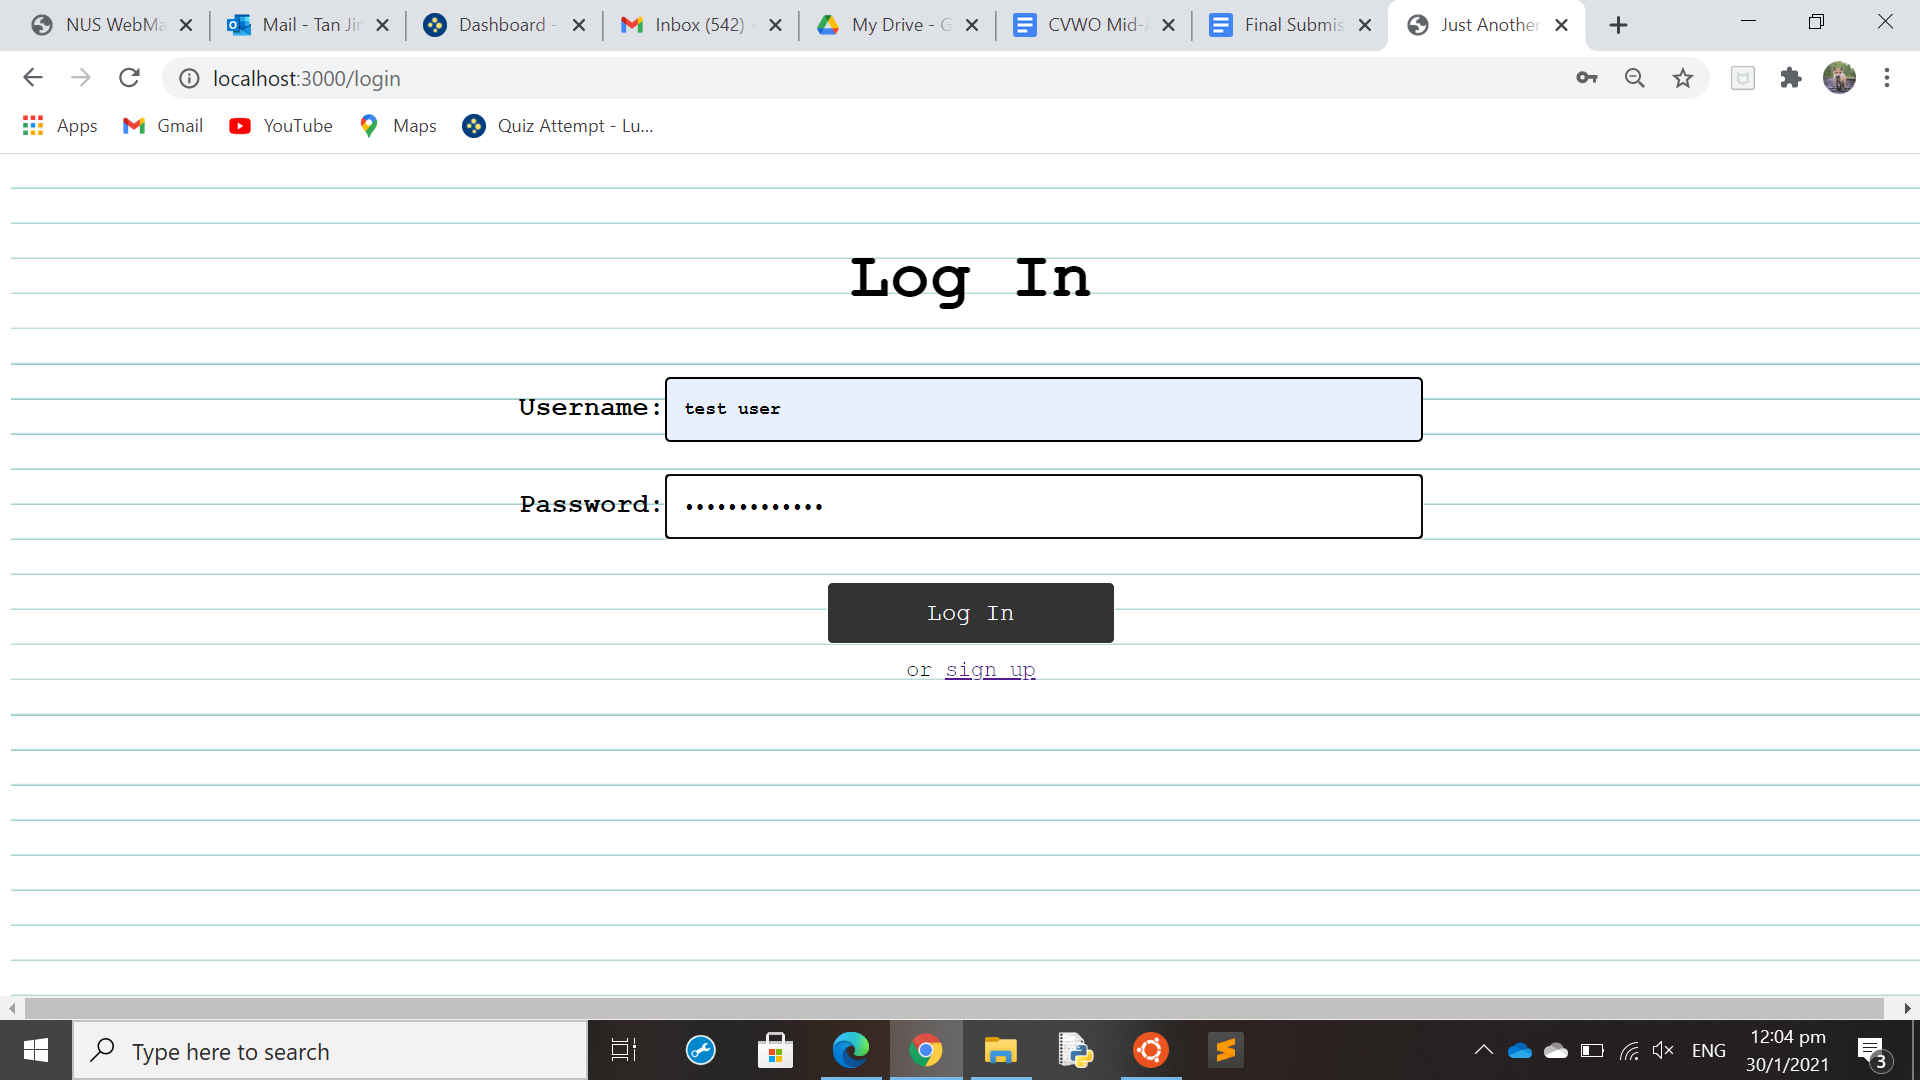 NUS WebMa
Mail - Tan Jir
Dashboard -
Inbox (542) -
My Drive - G
CVWO Mid-
Final Submis
Just Another
localhost:3000/login
Apps
Gmail
YouTube
Maps
Quiz Attempt - Lu...
Log In
Username:
test user
Password:
•••••••••••••
Log In
or sign up
Type here to search
ENG
12:04 pm
30/1/2021
3